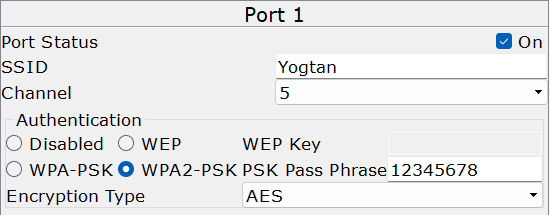 Port 1
Port Status On
SSID Yogtan
Channel 5
Authentication
Disabled WEP WEP Key
WPA-PSK WPA2-PSK PSK Pass Phrase 12345678
Encryption Type AES